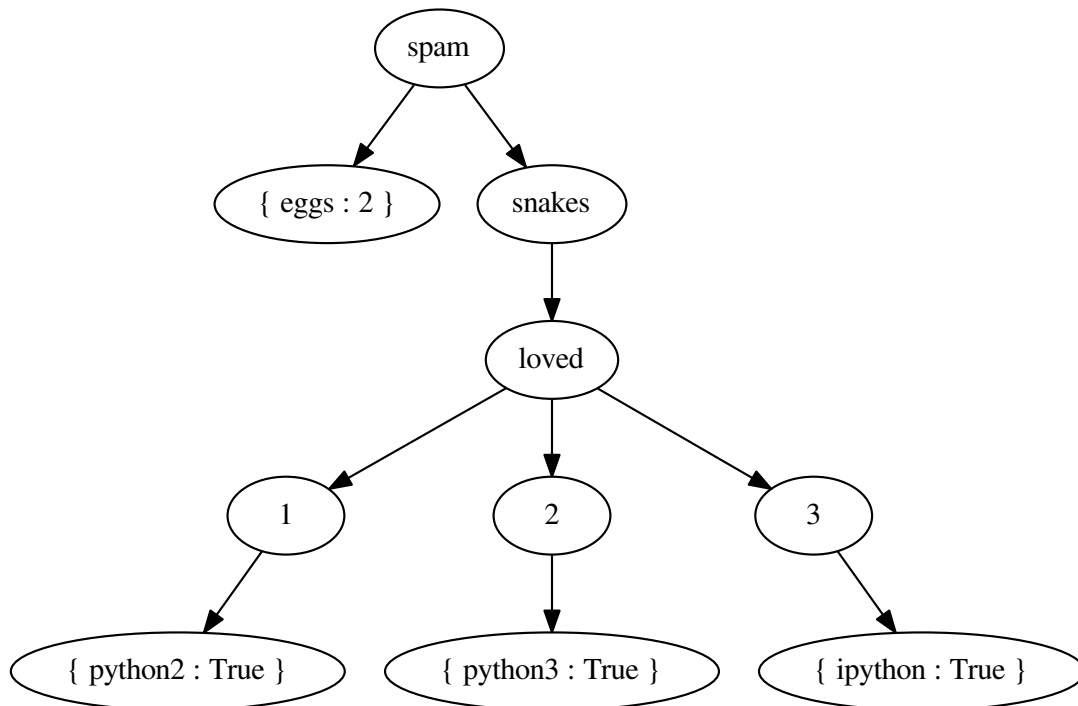 spam
{ eggs : 2 }
snakes
loved
1
2
3
{ python2 : True }
{ python3 : True }
{ ipython : True }